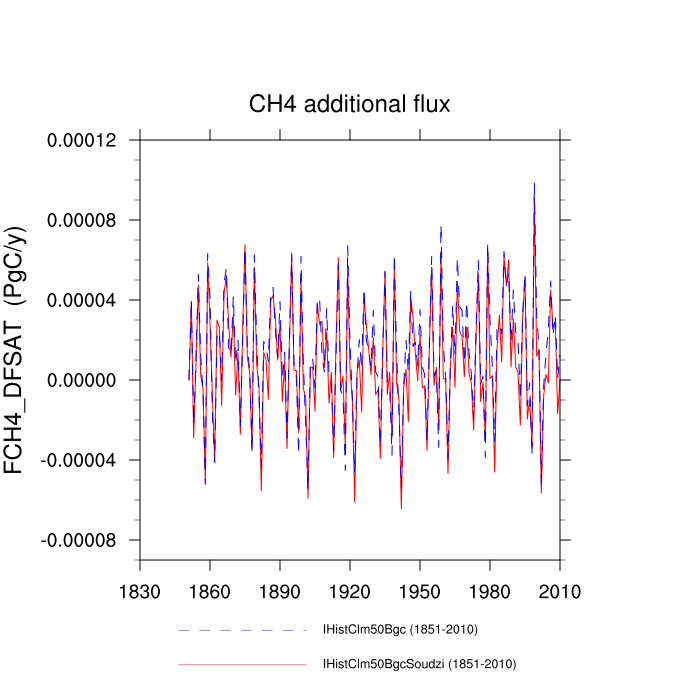 CH4 additional flux
FCH4_DFSAT (PgC/y)
0.00012
0.00008
0.00004
0.00000
-0.00004
-0.00008
1830 1860 1890 1920 1950 1980 2010
IHistClm50Bgc (1851-2010)
IHistClm50BgcSoudzi (1851-2010)